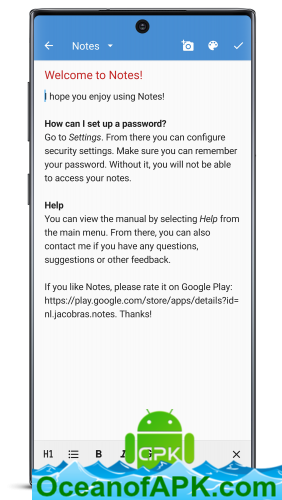 Notes
Welcome to Notes!
I hope you enjoy using Notes!
How can I set up a password?
Go to Settings. From there you can configure
security settings. Make sure you can remember
your password. Without it, you will not be able
to access your notes.
Help
You can view the manual by selecting Help from
the main menu. From there, you can also
contact me if you have any questions,
suggestions or other feedback.
If you like Notes, please rate it on Google Play:
https://play.google.com/store/apps/details?id=
nl.jacobras.notes. Thanks!
H1 B I S
GPK
OceanofAPK.com